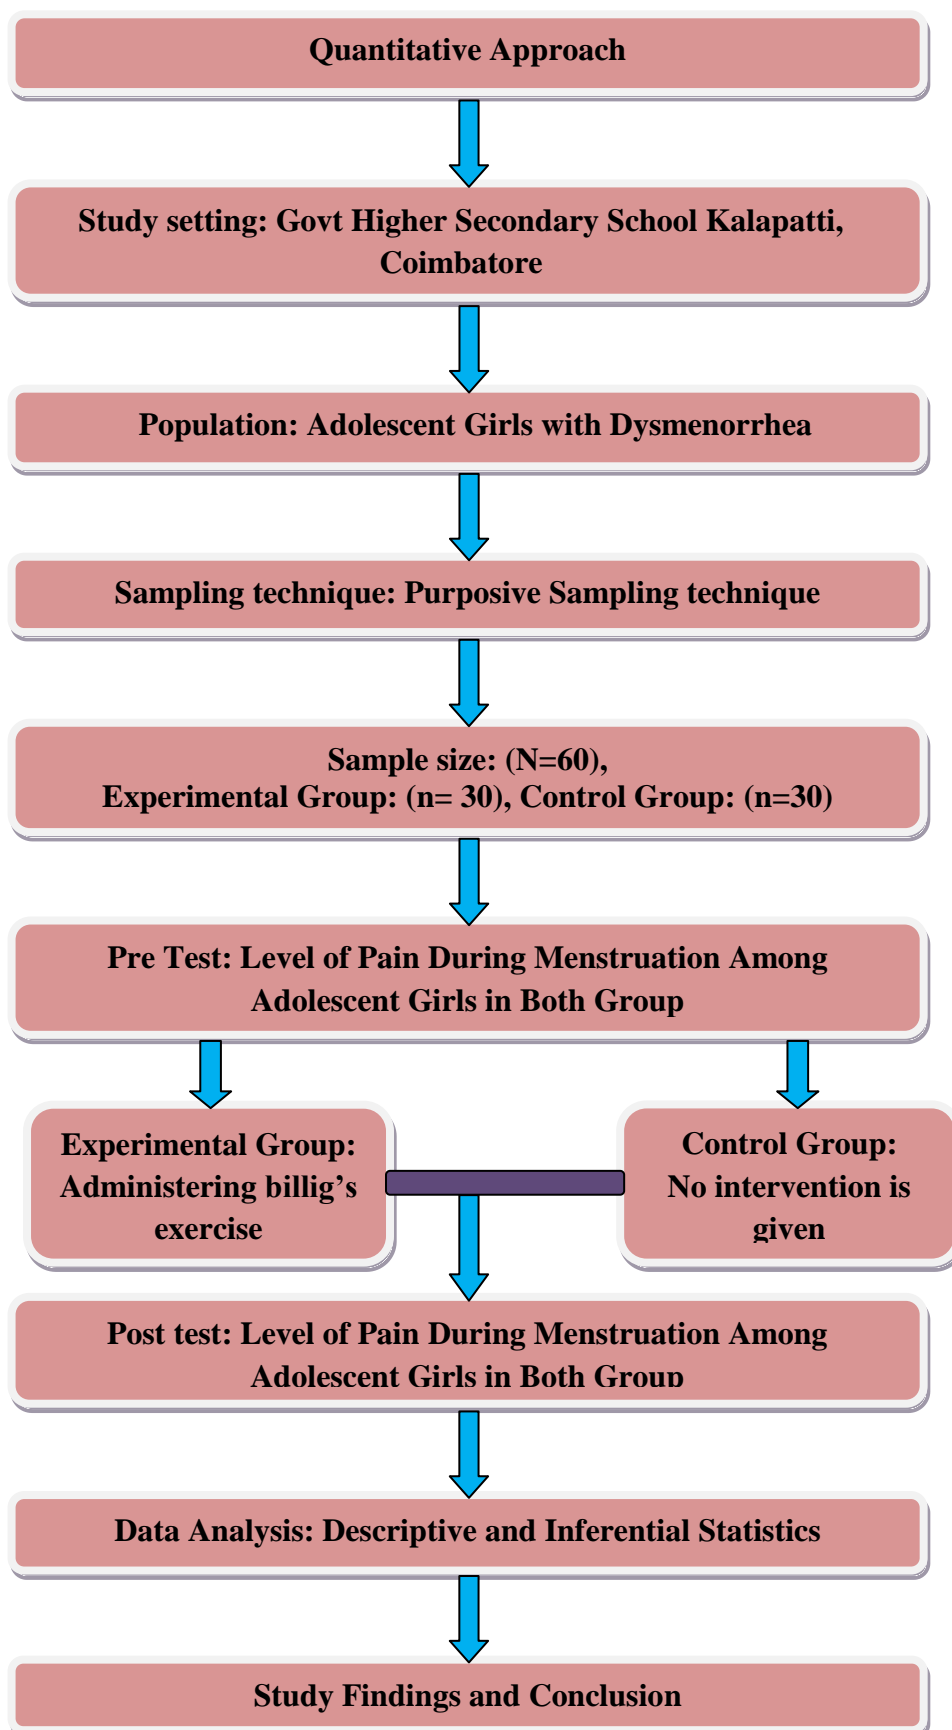 Quantitative Approach
Study setting: Govt Higher Secondary School Kalapatti,
Coimbatore
Population: Adolescent Girls with Dysmenorrhea
Sampling technique: Purposive Sampling technique
Sample size: (N=60),
Experimental Group: (n= 30), Control Group: (n=30)
Pre Test: Level of Pain During Menstruation Among
Adolescent Girls in Both Group
Experimental Group:
Administering billig's
exercise
Control Group:
No intervention is
given
Post test: Level of Pain During Menstruation Among
Adolescent Girls in Both Group
Data Analysis: Descriptive and Inferential Statistics
Study Findings and Conclusion